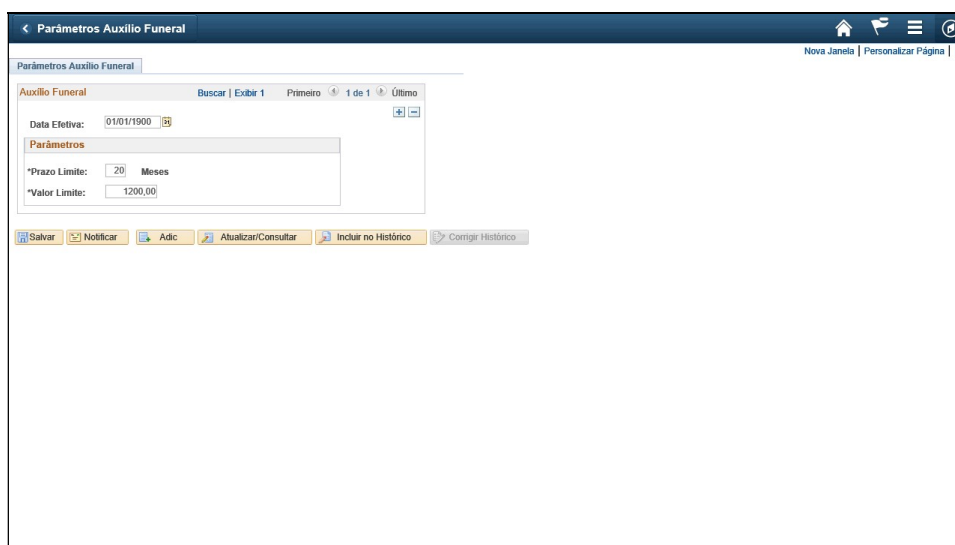 Parâmetros Auxílio Funeral
Nova Janela | Personalizar Página |
Parâmetros Auxílio Funeral
Auxílio Funeral Buscar | Exibir 1 Primeiro 1 de 1 Último
Data Efetiva: 01/01/1900
Parâmetros
*Prazo Limite: 20 Meses
*Valor Limite: 1200,00
Salvar Notificar Adic Atualizar/Consultar Incluir no Histórico Corrigir Histórico